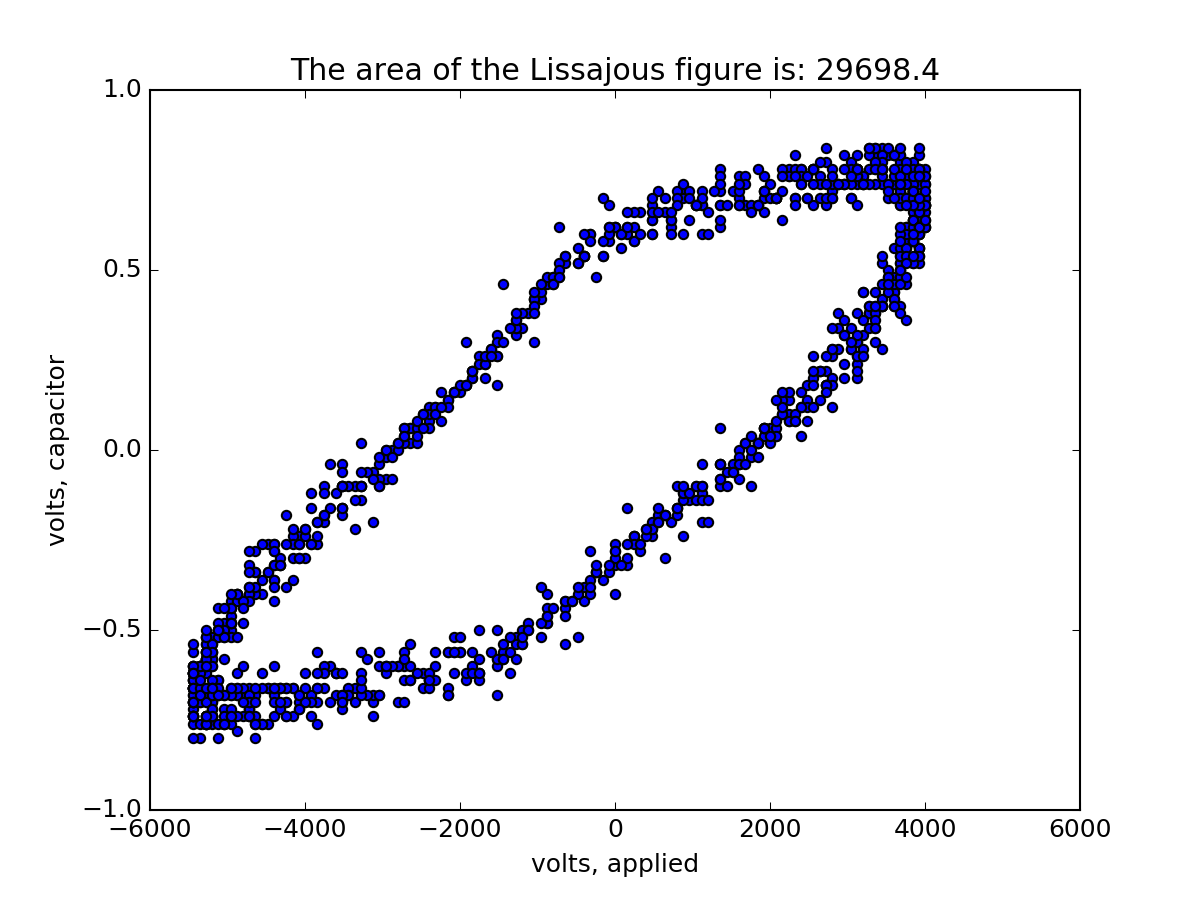 The area of the Lissajous figure is: 29698.4
1.0
0.5
0.0
−0.5
−1.0
volts, capacitor
−6000 −4000 −2000 0 2000 4000 6000
volts, applied